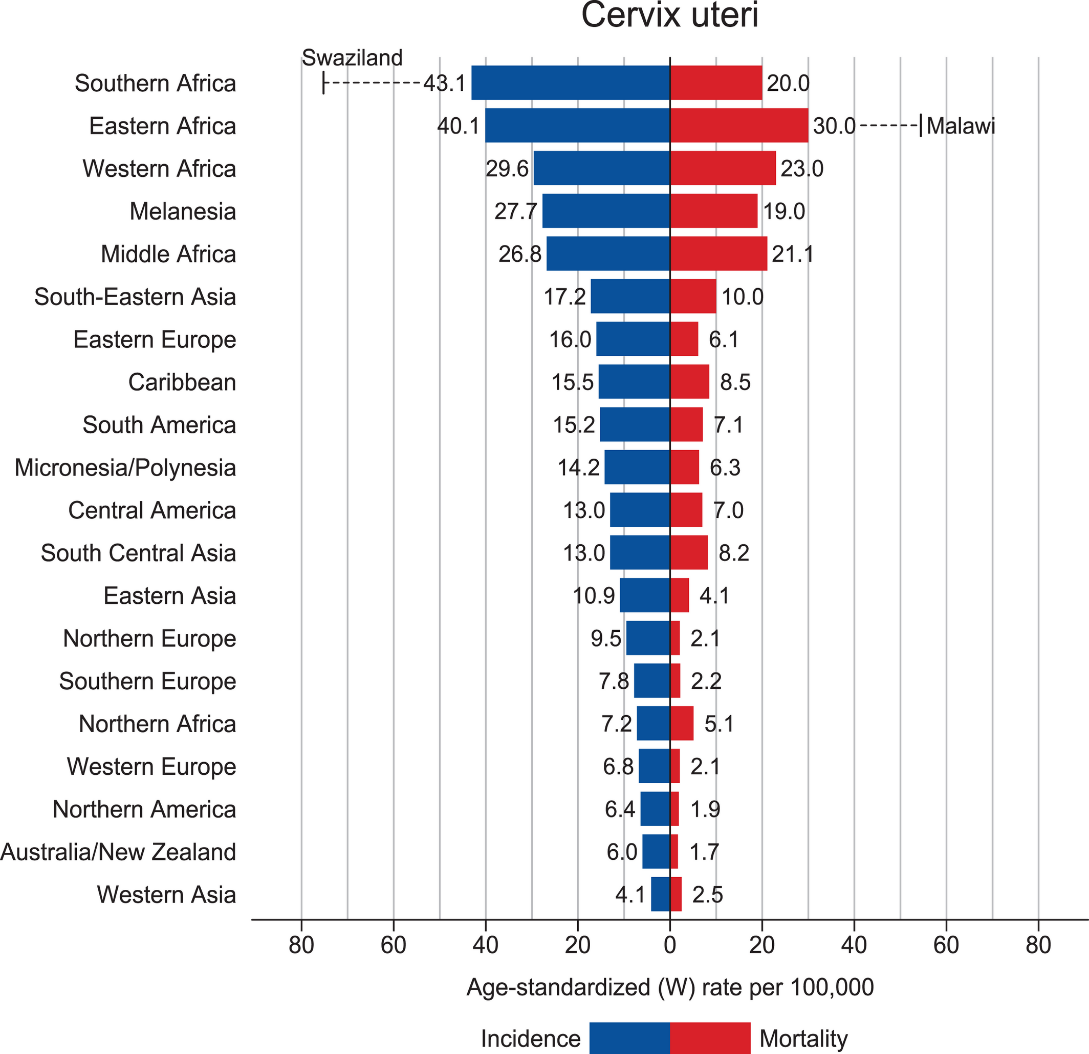 Cervix uteri
Swaziland
Southern Africa 43.1 20.0
Eastern Africa 40.1 30.0 Malawi
Western Africa 29.6 23.0
Melanesia 27.7 19.0
Middle Africa 26.8 21.1
South-Eastern Asia 17.2 10.0
Eastern Europe 16.0 6.1
Caribbean 15.5 8.5
South America 15.2 7.1
Micronesia/Polynesia 14.2 6.3
Central America 13.0 7.0
South Central Asia 13.0 8.2
Eastern Asia 10.9 4.1
Northern Europe 9.5 2.1
Southern Europe 7.8 2.2
Northern Africa 7.2 5.1
Western Europe 6.8 2.1
Northern America 6.4 1.9
Australia/New Zealand 6.0 1.7
Western Asia 4.1 2.5
80 60 40 20 0 20 40 60 80
Age-standardized (W) rate per 100,000
Incidence Mortality